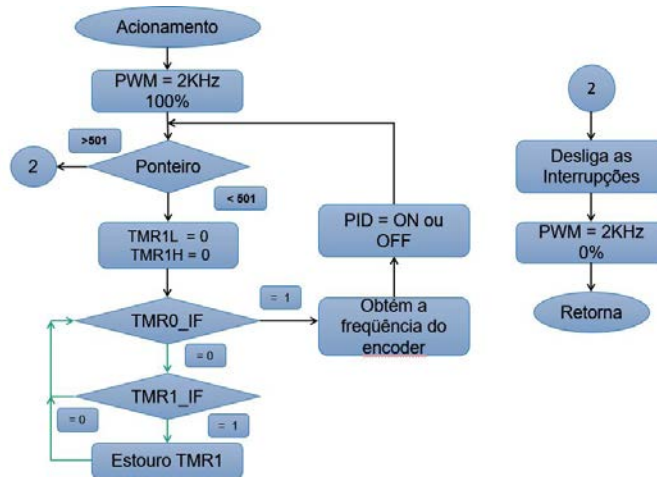 Acionamento
PWM = 2KHz
100%
>501
2
Ponteiro
< 501
TMR1L = 0
TMR1H = 0
TMR0_IF
= 1
= 0
TMR1_IF
= 0
= 1
Estouro TMR1
PID = ON ou
OFF
Obtém a
freqüência do
encoder
2
Desliga as
Interrupções
PWM = 2KHz
0%
Retorna